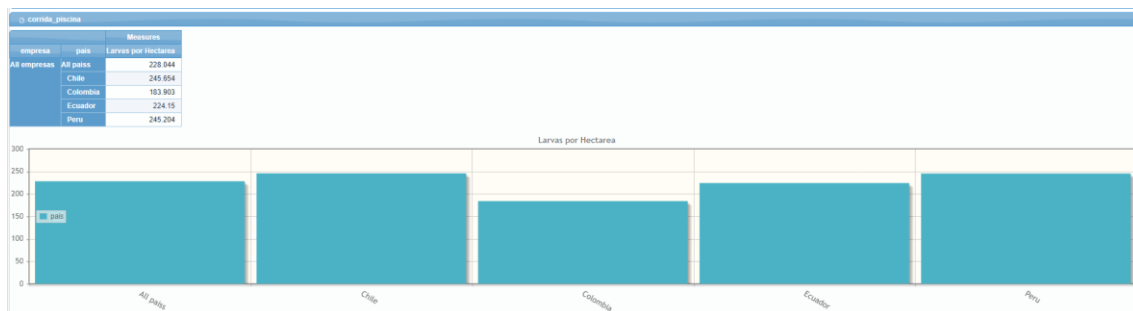 corrida_piscina
Measures
empresa pais Larvas por Hectarea
All empresas All paiss 228.044
Chile 245.654
Colombia 183.903
Ecuador 224.15
Peru 245.204
Larvas por Hectarea
300
250
200
150
100
50
0
pais
All paiss Chile Colombia Ecuador Peru